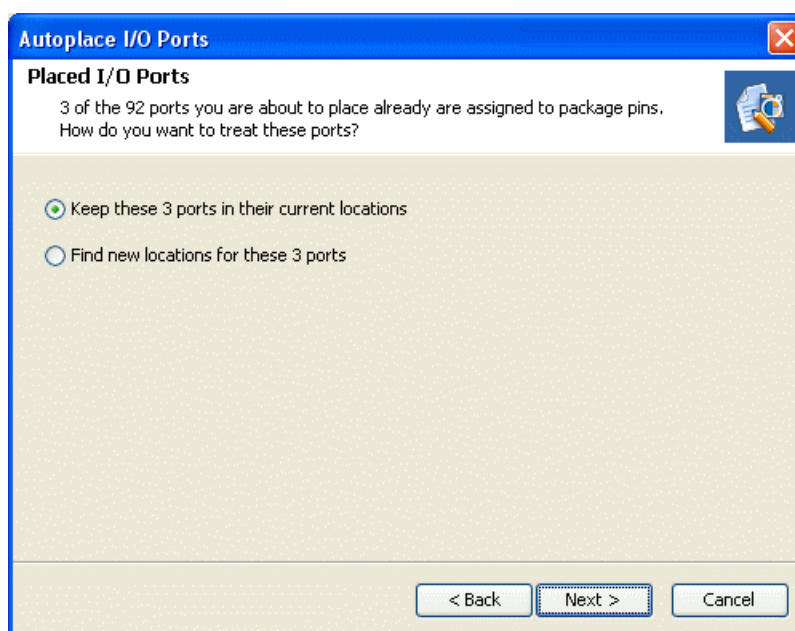 Autoplace I/O Ports
Placed I/O Ports
3 of the 92 ports you are about to place already are assigned to package pins.
How do you want to treat these ports?
Keep these 3 ports in their current locations
Find new locations for these 3 ports
< Back Next > Cancel